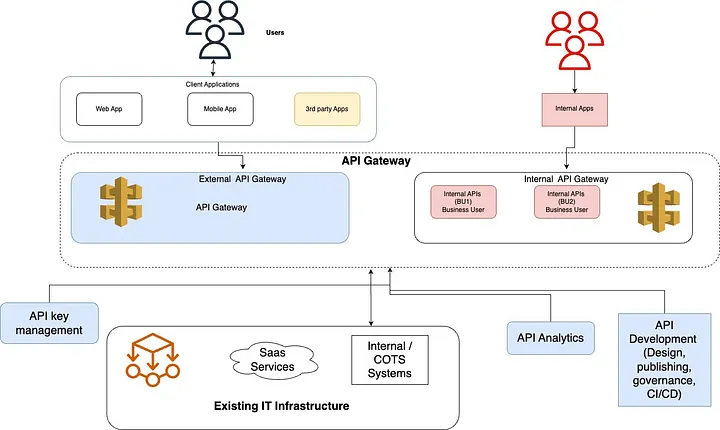 Users
Client Applications
Web App
Mobile App
3rd party Apps
Internal Apps
API Gateway
External API Gateway
API Gateway
Internal API Gateway
Internal APIs
(BU1)
Business User
Internal APIs
(BU2)
Business User
API key
management
Saas
Services
Internal /
COTS
Systems
Existing IT Infrastructure
API Analytics
API
Development
(Design,
publishing,
governance,
CI/CD)